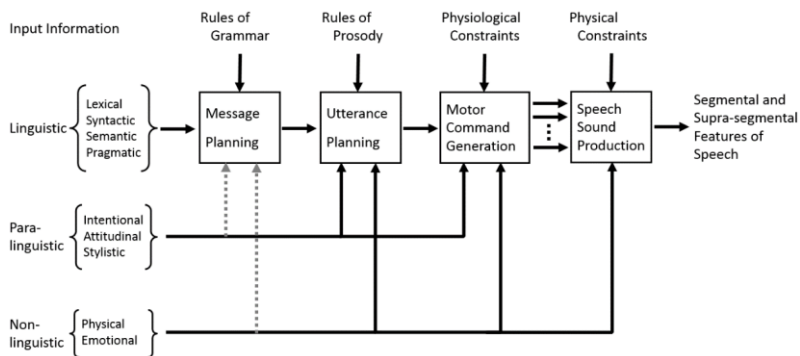 Input Information
Rules of
Grammar
Rules of
Prosody
Physiological
Constraints
Physical
Constraints
Linguistic
Lexical
Syntactic
Semantic
Pragmatic
Message
Planning
Utterance
Planning
Motor
Command
Generation
Speech
Sound
Production
Segmental and
Supra-segmental
Features of
Speech
Para-
linguistic
Intentional
Attitudinal
Stylistic
Non-
linguistic
Physical
Emotional